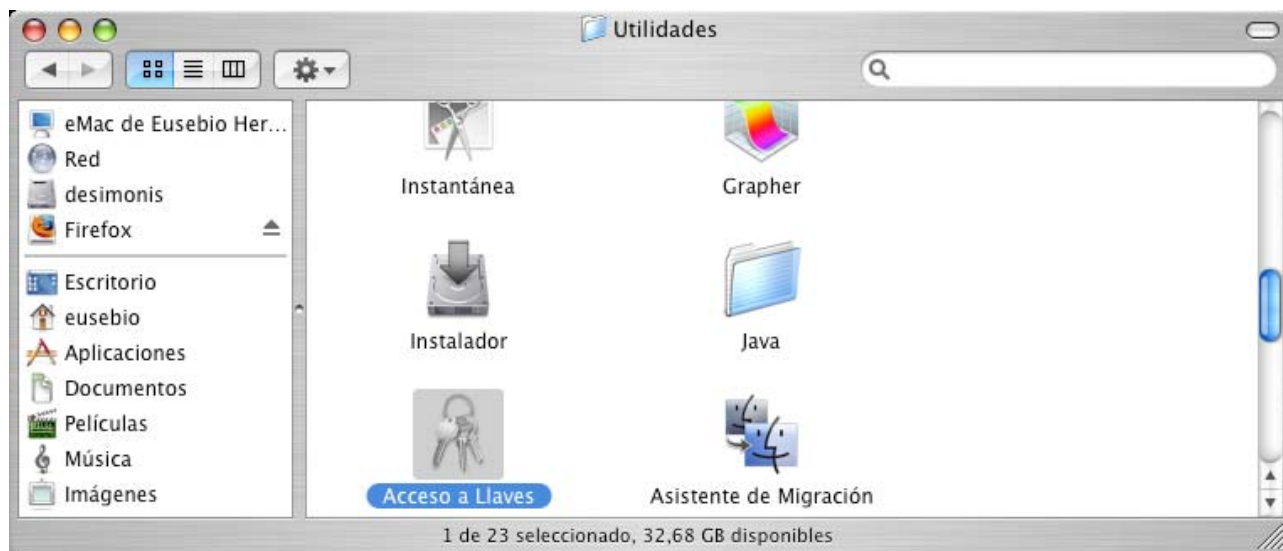 Utilidades
eMac de Eusebio Her...
Red
desimonis
Firefox
Escritorio
eusebio
Aplicaciones
Documentos
Películas
Música
Imágenes
Instantánea
Grapher
Instalador
Java
Acceso a Llaves
Asistente de Migración
1 de 23 seleccionado, 32,68 GB disponibles